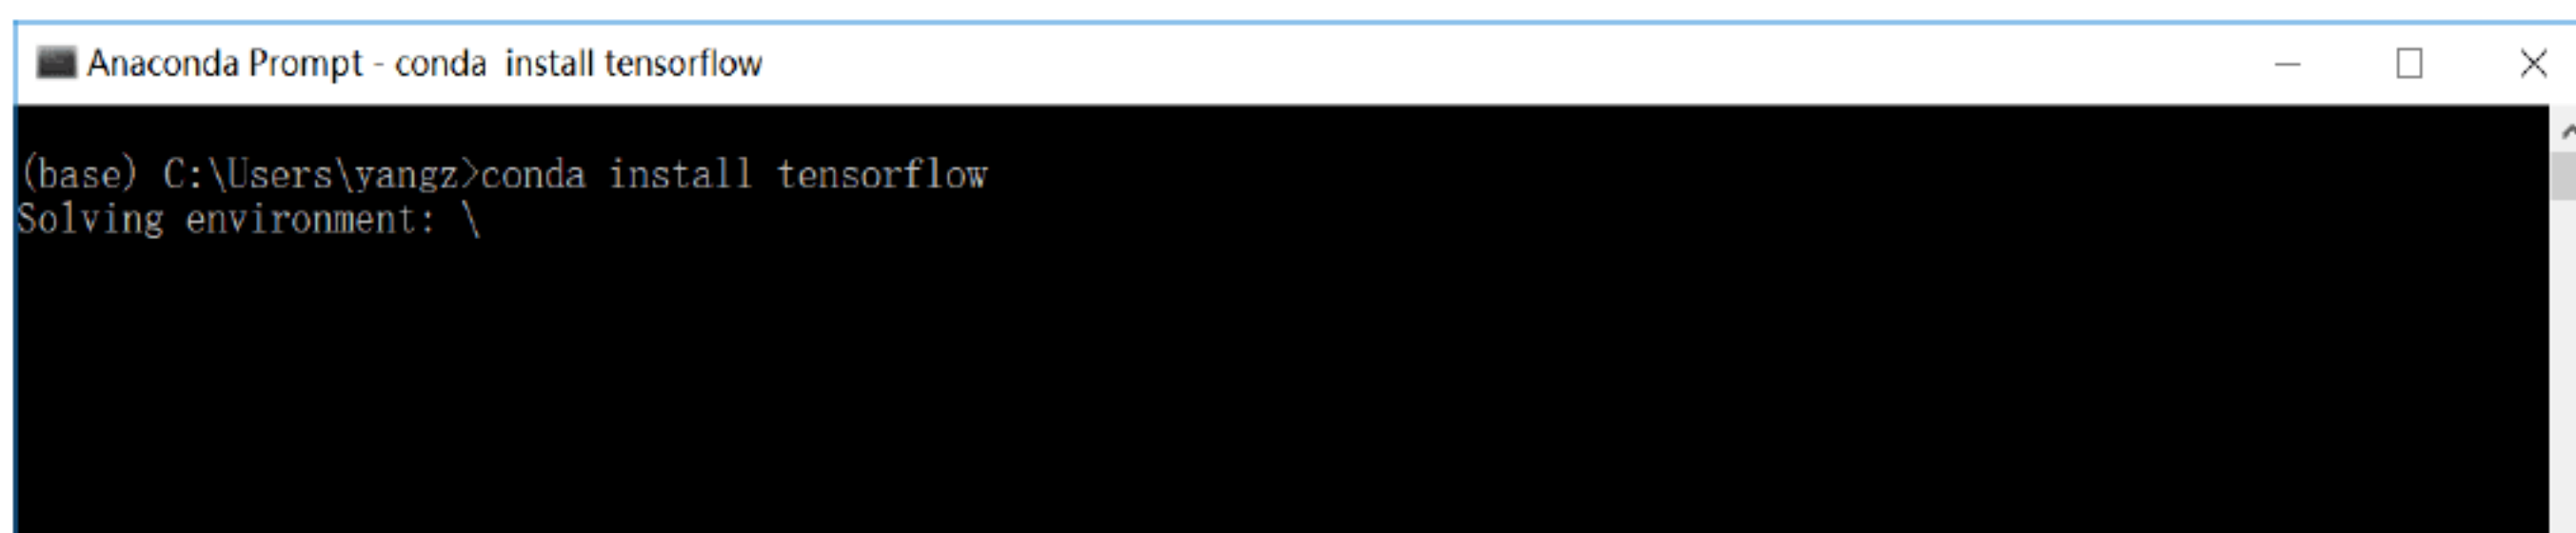 Anaconda Prompt - conda  install tensorflow
(base) C:\Users\yangz>conda install tensorflow
Solving environment: \